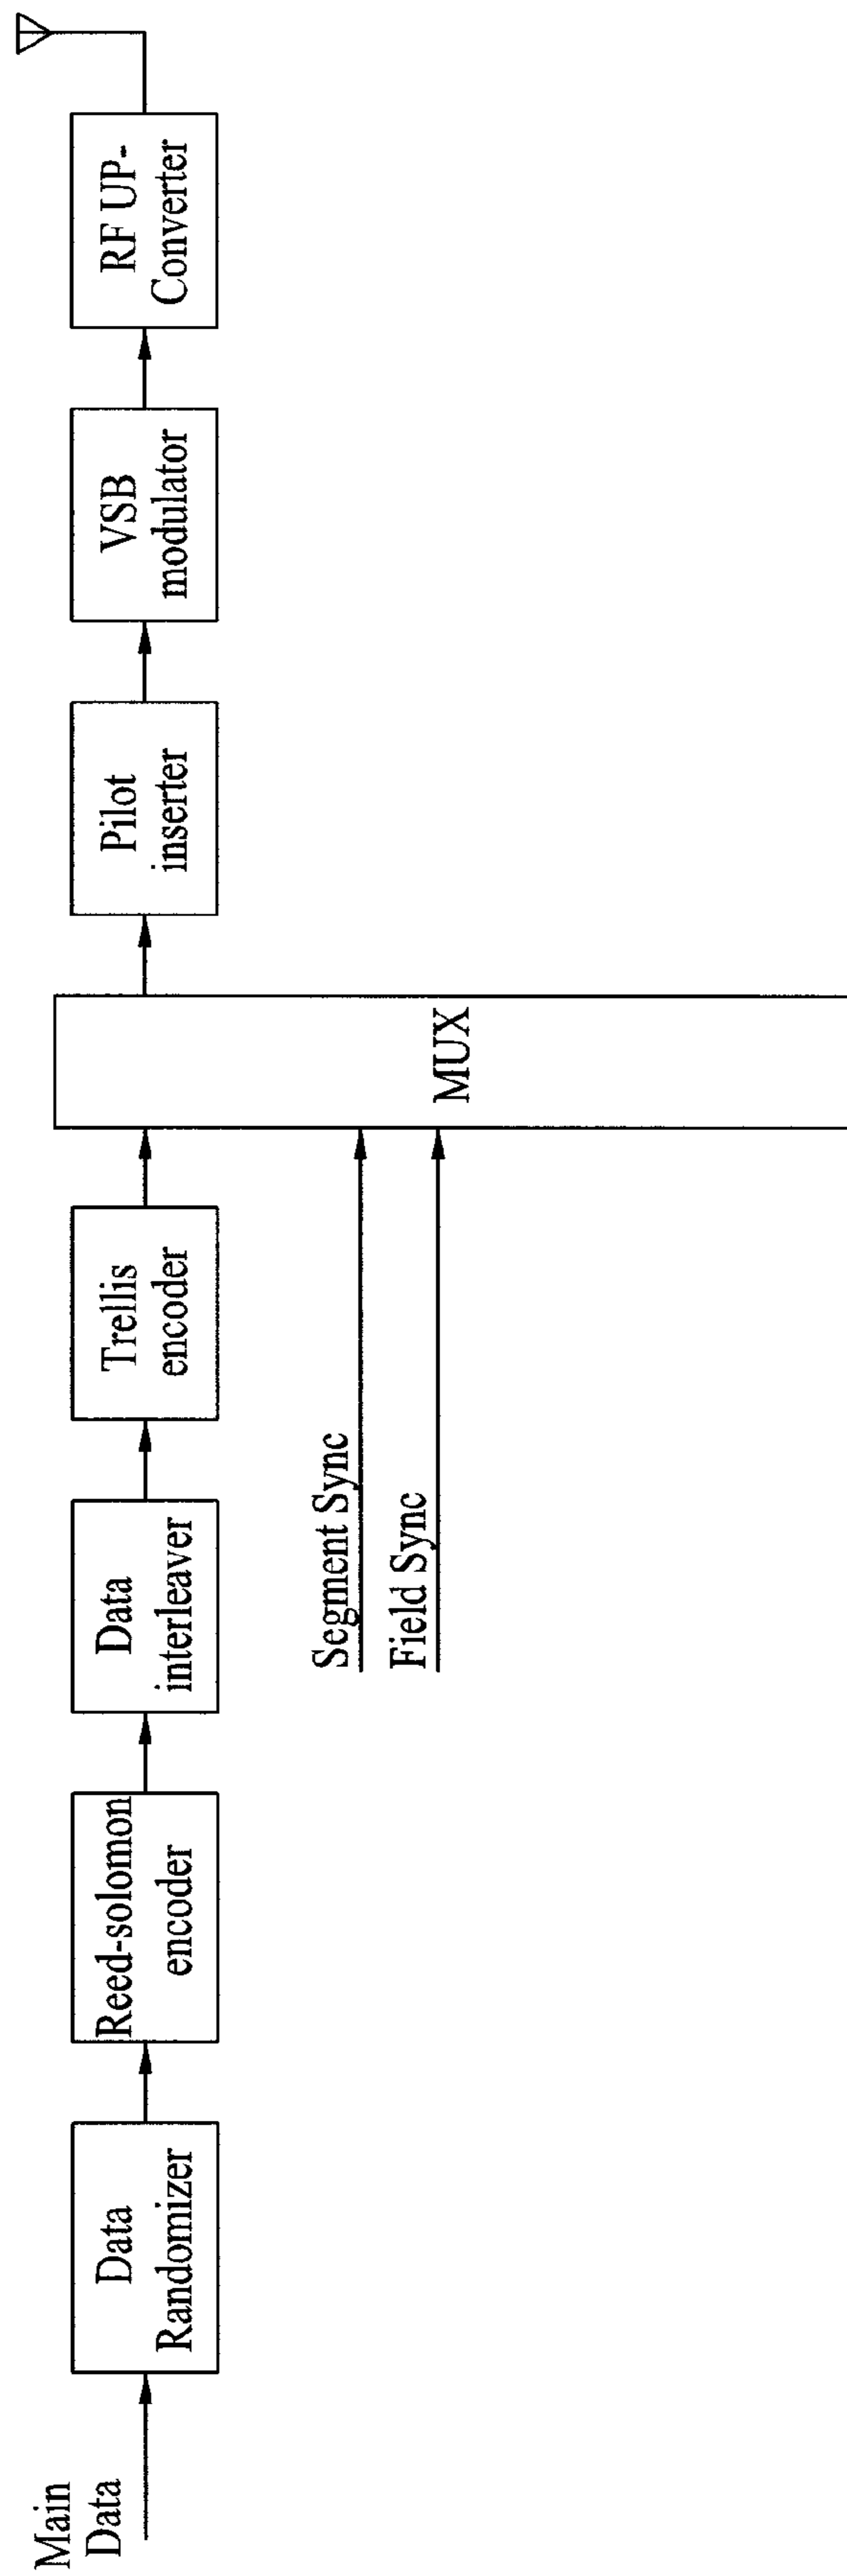 Main
Data
Data
Randomizer
Reed-solomon
encoder
Data
interleaver
Trellis
encoder
Segment Sync
Field Sync
MUX
Pilot
inserter
VSB
modulator
RF UP-
Converter